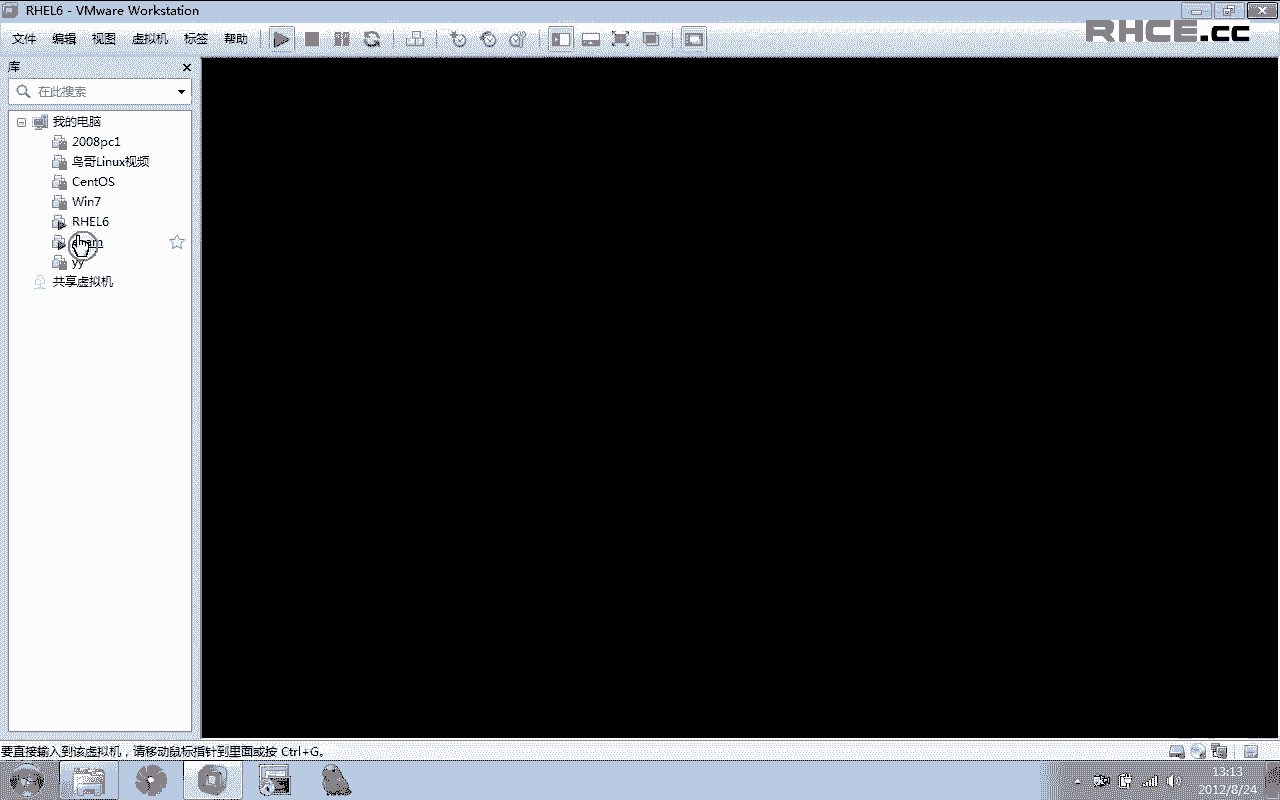 RHEL6 - VMware Workstation
文件 编辑 视图 虚拟机 标签 帮助
RHCE.cc
库
在此搜索
我的电脑
2008pc1
鸟哥Linux视频
CentOS
Win7
RHEL6
yy
共享虚拟机
要直接输入到该虚拟机，请移动鼠标指针到里面或按 Ctrl+G。
13:13
2012/8/24